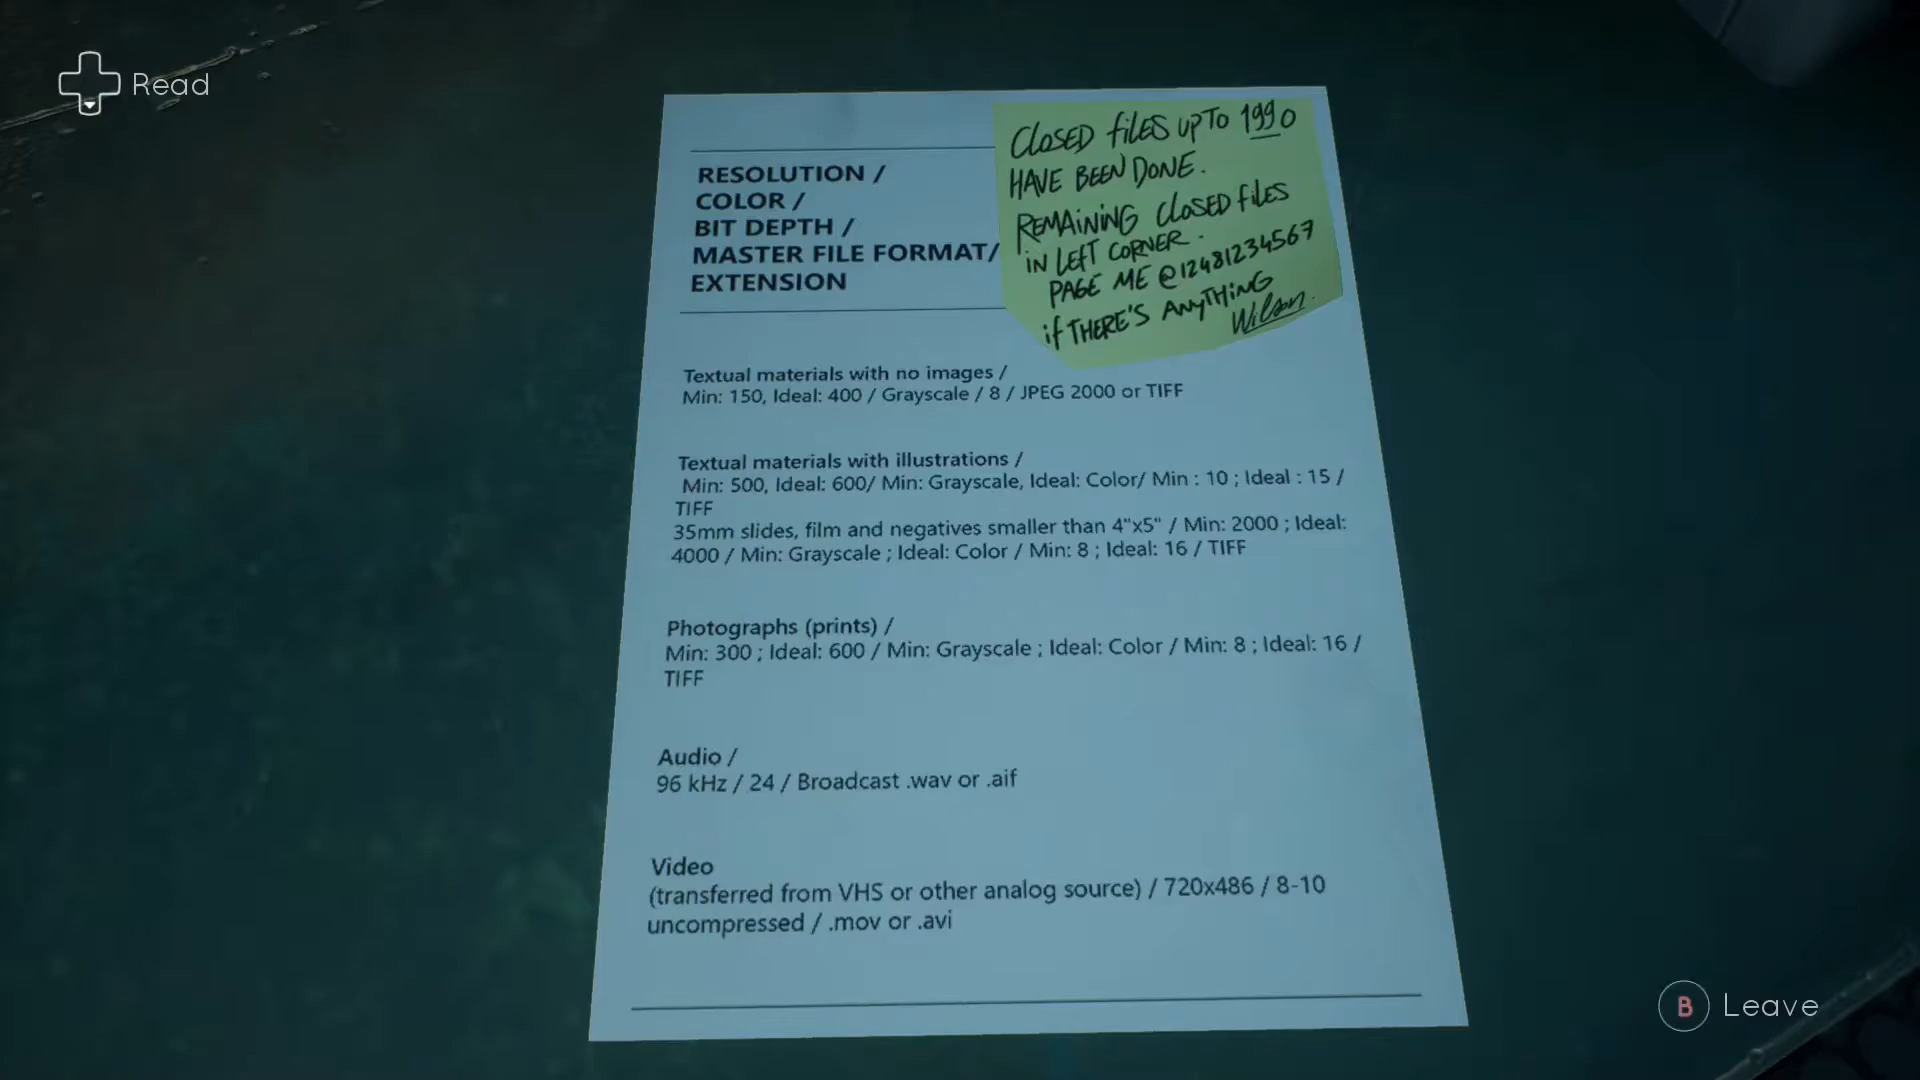 Read
RESOLUTION /
COLOR /
BIT DEPTH /
MASTER FILE FORMAT/
EXTENSION
CLOSED FILES UP TO 1990
HAVE BEEN DONE.
REMAINING CLOSED FILES
IN LEFT CORNER.
PAGE ME @12481234567
if THERE'S ANYTHING
Wilson.
Textual materials with no images /
Min: 150, Ideal: 400 / Grayscale / 8 / JPEG 2000 or TIFF
Textual materials with illustrations /
Min: 500, Ideal: 600/ Min: Grayscale, Ideal: Color/ Min : 10 ; Ideal : 15 /
TIFF
35mm slides, film and negatives smaller than 4"x5" / Min: 2000 ; Ideal:
4000 / Min: Grayscale ; Ideal: Color / Min: 8 ; Ideal: 16 / TIFF
Photographs (prints) /
Min: 300 ; Ideal: 600 / Min: Grayscale ; Ideal: Color / Min: 8 ; Ideal: 16 /
TIFF
Audio /
96 kHz / 24 / Broadcast .wav or .aif
Video
(transferred from VHS or other analog source) / 720x486 / 8-10
uncompressed / .mov or .avi
B Leave